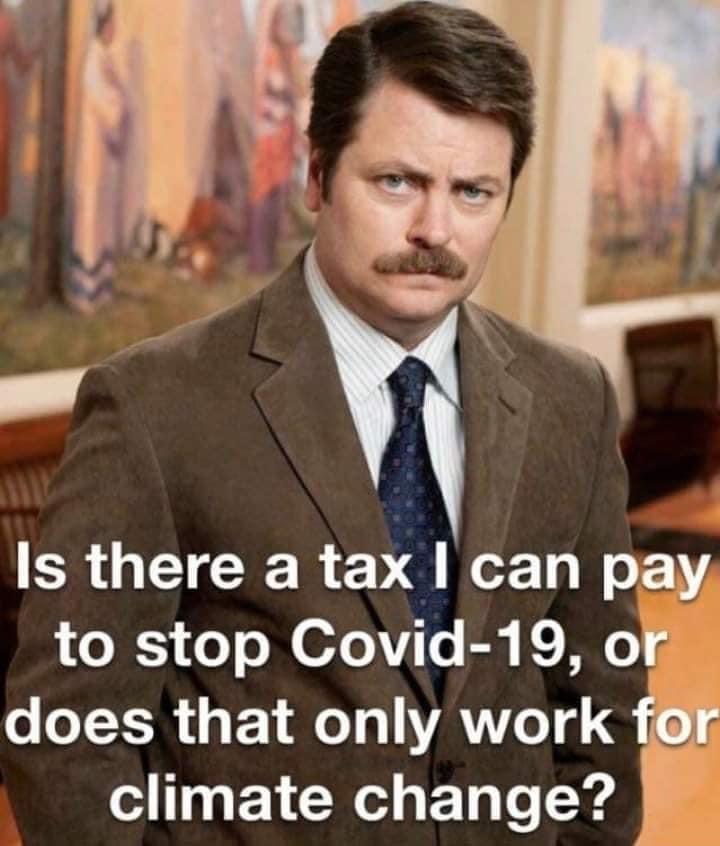 Is there a tax I can pay
to stop Covid-19, or
does that only work for
climate change?